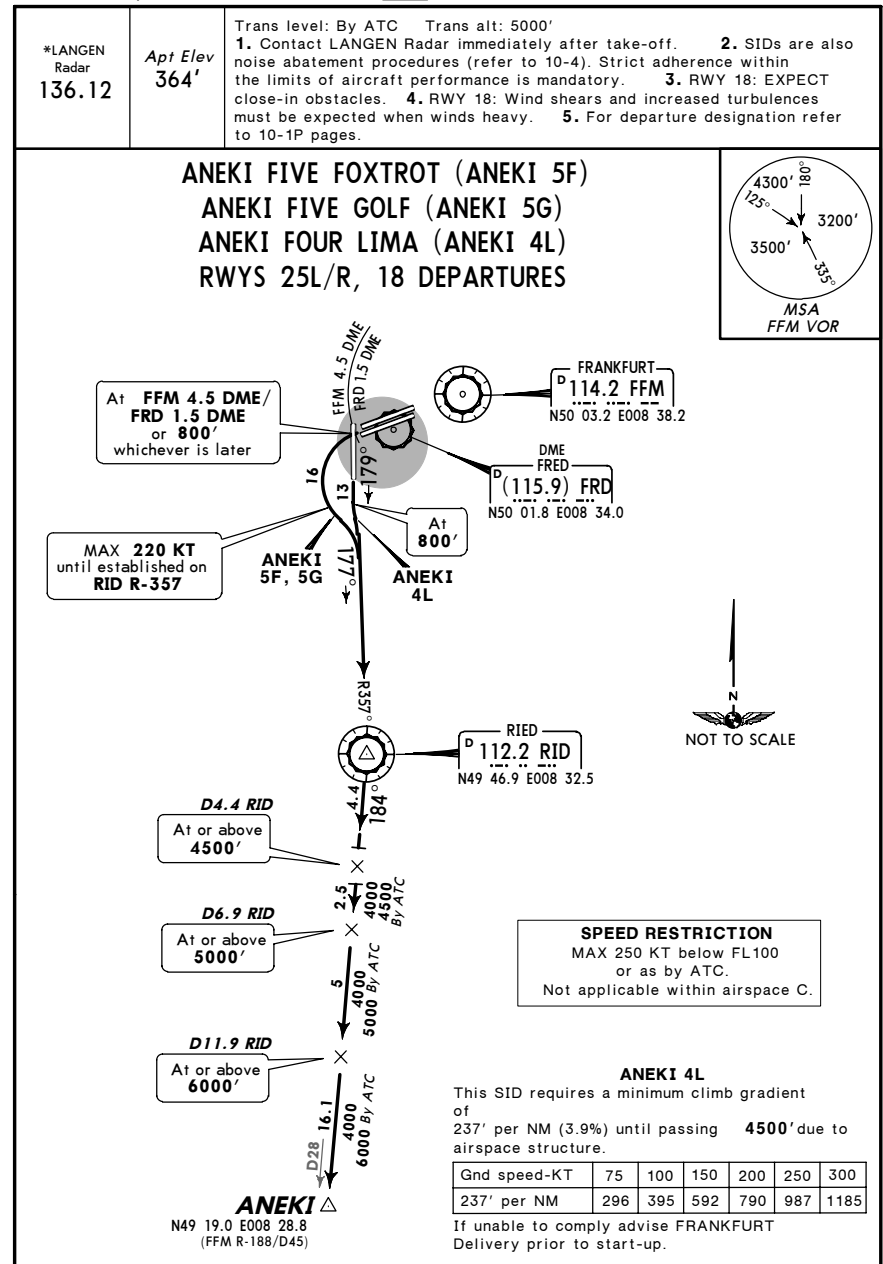 *LANGEN
Radar
136.12
Apt Elev
364'
Trans level: By ATC Trans alt: 5000'
1. Contact LANGEN Radar immediately after take-off. 2. SIDs are also
noise abatement procedures (refer to 10-4). Strict adherence within
the limits of aircraft performance is mandatory. 3. RWY 18: EXPECT
close-in obstacles. 4. RWY 18: Wind shears and increased turbulences
must be expected when winds heavy. 5. For departure designation refer
to 10-1P pages.
ANEKI FIVE FOXTROT (ANEKI 5F)
ANEKI FIVE GOLF (ANEKI 5G)
ANEKI FOUR LIMA (ANEKI 4L)
RWYS 25L/R, 18 DEPARTURES
4300'
180°
125°
3200'
3500'
335°
MSA
FFM VOR
FFM 4.5 DME
FRD 1.5 DME
At FFM 4.5 DME/
FRD 1.5 DME
or 800'
whichever is later
FRANKFURT
D 114.2 FFM
N50 03.2 E008 38.2
DME
FRED
D (115.9) FRD
N50 01.8 E008 34.0
16
13
179°
At
800'
MAX 220 KT
until established on
RID R-357
ANEKI
5F, 5G
177°
ANEKI
4L
R357°
N
NOT TO SCALE
RIED
D 112.2 RID
N49 46.9 E008 32.5
4.4
184°
D4.4 RID
At or above
4500'
2.5
4000
4500
By ATC
D6.9 RID
At or above
5000'
5
4000
5000 By ATC
D11.9 RID
At or above
6000'
16.1
4000
6000 By ATC
D28
ANEKI
N49 19.0 E008 28.8
(FFM R-188/D45)
SPEED RESTRICTION
MAX 250 KT below FL100
or as by ATC.
Not applicable within airspace C.
ANEKI 4L
This SID requires a minimum climb gradient
of
237' per NM (3.9%) until passing 4500' due to
airspace structure.
Gnd speed-KT 75 100 150 200 250 300
237' per NM 296 395 592 790 987 1185
If unable to comply advise FRANKFURT
Delivery prior to start-up.